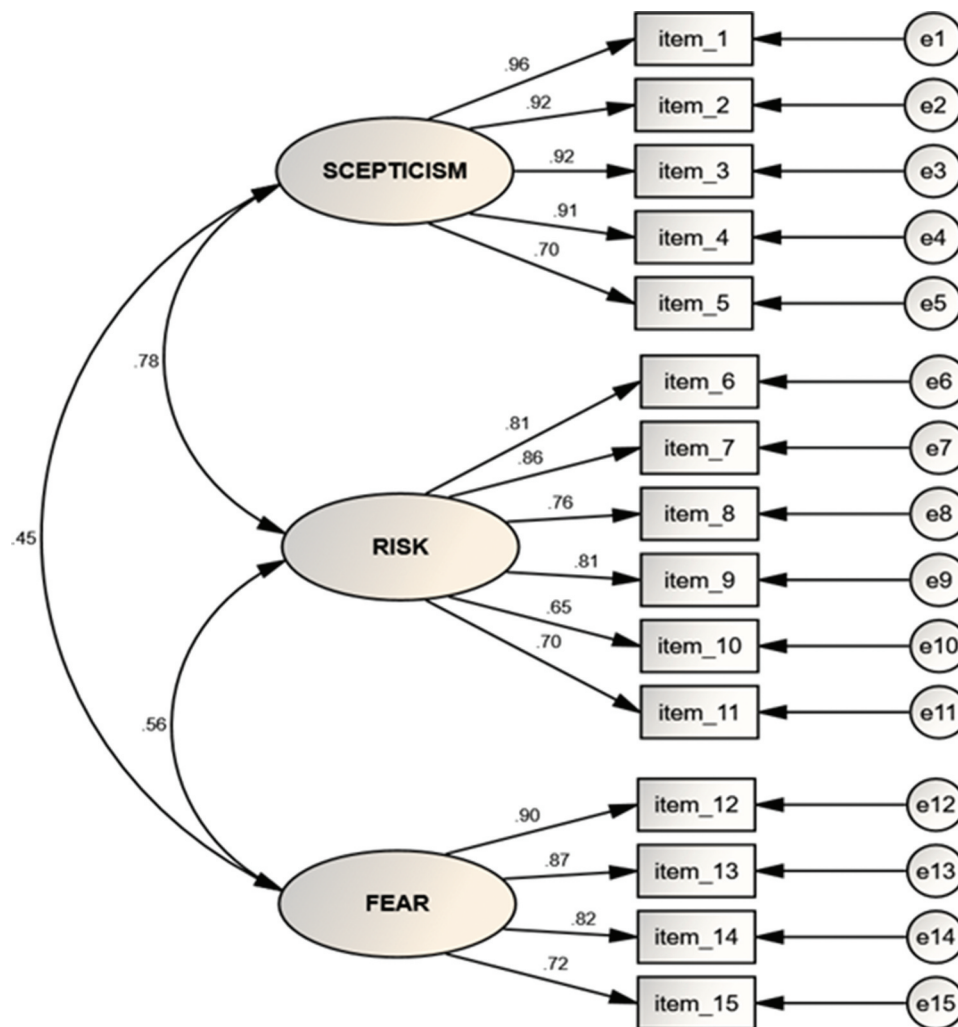 item_1
e1
.96
item_2
e2
.92
SCEPTICISM
.92
item_3
e3
.91
item_4
e4
.70
item_5
e5
.78
item_6
e6
.81
item_7
e7
.86
.76
item_8
e8
.45
RISK
.81
item_9
e9
.65
item_10
e10
.70
item_11
e11
.56
.90
item_12
e12
.87
item_13
e13
FEAR
.82
item_14
e14
.72
item_15
e15